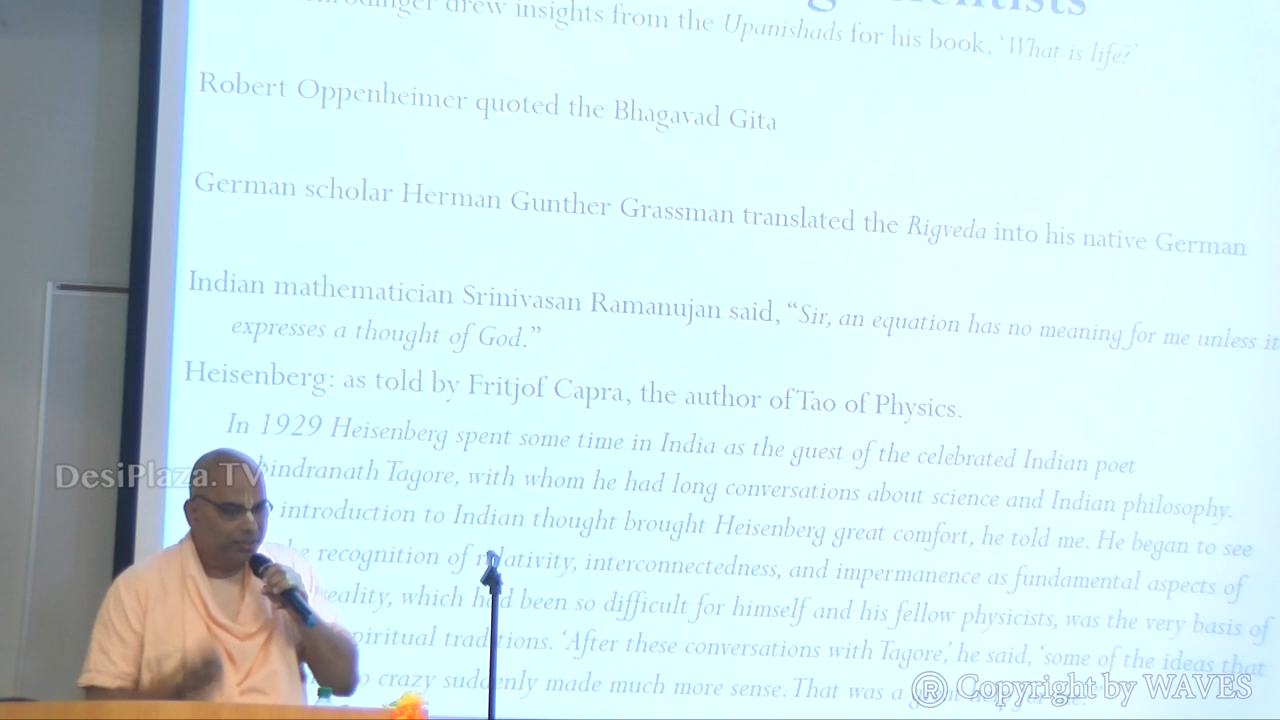 drew insights from the Upanishads for his book, 'What is life?'
Robert Oppenheimer quoted the Bhagavad Gita
German scholar Herman Gunther Grassman translated the Rigveda into his native German
Indian mathematician Srinivasan Ramanujan said, “Sir, an equation has no meaning for me unless it
expresses a thought of God.”
Heisenberg: as told by Fritjof Capra, the author of Tao of Physics.
In 1929 Heisenberg spent some time in India as the guest of the celebrated Indian poet
Tagore, with whom he had long conversations about science and Indian philosophy.
DesiPlaza.TV
introduction to Indian thought brought Heisenberg great comfort, he told me. He began to see
recognition of relativity, interconnectedness, and impermanence as fundamental aspects of
reality, which had been so difficult for himself and his fellow physicists, was the very basis of
spiritual traditions. 'After these conversations with Tagore,' he said, 'some of the ideas that
crazy suddenly made much more sense. That was a great help for me.'
® Copyright by WAVES